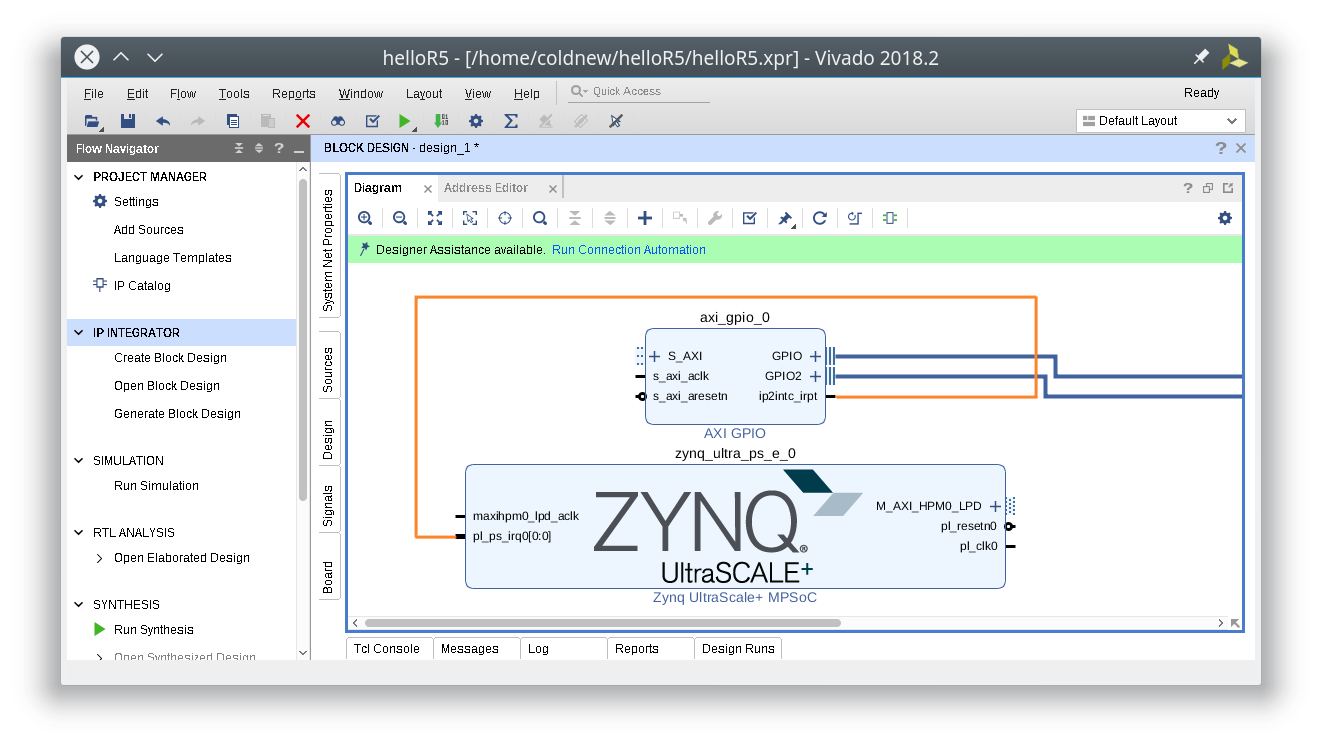 helloR5 - [/home/coldnew/helloR5/helloR5.xpr] - Vivado 2018.2
File Edit Flow Tools Reports Window Layout View Help Quick Access Ready
Default Layout
Flow Navigator
PROJECT MANAGER
Settings
Add Sources
Language Templates
IP Catalog
IP INTEGRATOR
Create Block Design
Open Block Design
Generate Block Design
SIMULATION
Run Simulation
RTL ANALYSIS
Open Elaborated Design
SYNTHESIS
Run Synthesis
Open Synthesized Design
BLOCK DESIGN - design_1 *
System Net Properties
Sources
Design
Signals
Board
Diagram Address Editor
Designer Assistance available. Run Connection Automation
axi_gpio_0
S_AXI GPIO
s_axi_aclk GPIO2
s_axi_aresetn ip2intc_irpt
AXI GPIO
zynq_ultra_ps_e_0
maxihpm0_lpd_aclk
pl_ps_irq0[0:0]
ZYNQ®
UltraSCALE+
M_AXI_HPM0_LPD
pl_resetn0
pl_clk0
Zynq UltraScale+ MPSoC
Tcl Console Messages Log Reports Design Runs